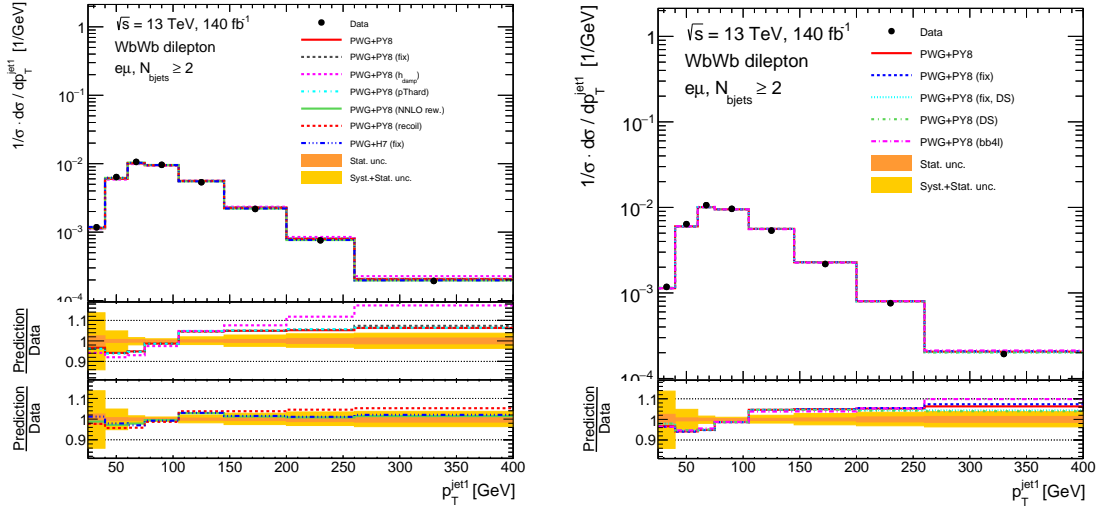 √s = 13 TeV, 140 fb⁻¹
WbWb dilepton
eμ, N_bjets ≥ 2
Data
PWG+PY8
PWG+PY8 (fix)
PWG+PY8 (h_damp)
PWG+PY8 (pThard)
PWG+PY8 (NNLO rew.)
PWG+PY8 (recoil)
PWG+H7 (fix)
Stat. unc.
Syst.+Stat. unc.
1/σ · dσ / dp_T^jet1 [1/GeV]
1
10⁻¹
10⁻²
10⁻³
10⁻⁴
Prediction
Data
1.1
1
0.9
Prediction
Data
1.1
1
0.9
50 100 150 200 250 300 350 400
p_T^jet1 [GeV]
√s = 13 TeV, 140 fb⁻¹
WbWb dilepton
eμ, N_bjets ≥ 2
Data
PWG+PY8
PWG+PY8 (fix)
PWG+PY8 (fix, DS)
PWG+PY8 (DS)
PWG+PY8 (bb4l)
Stat. unc.
Syst.+Stat. unc.
1/σ · dσ / dp_T^jet1 [1/GeV]
1
10⁻¹
10⁻²
10⁻³
10⁻⁴
Prediction
Data
1.1
1
0.9
50 100 150 200 250 300 350 400
p_T^jet1 [GeV]